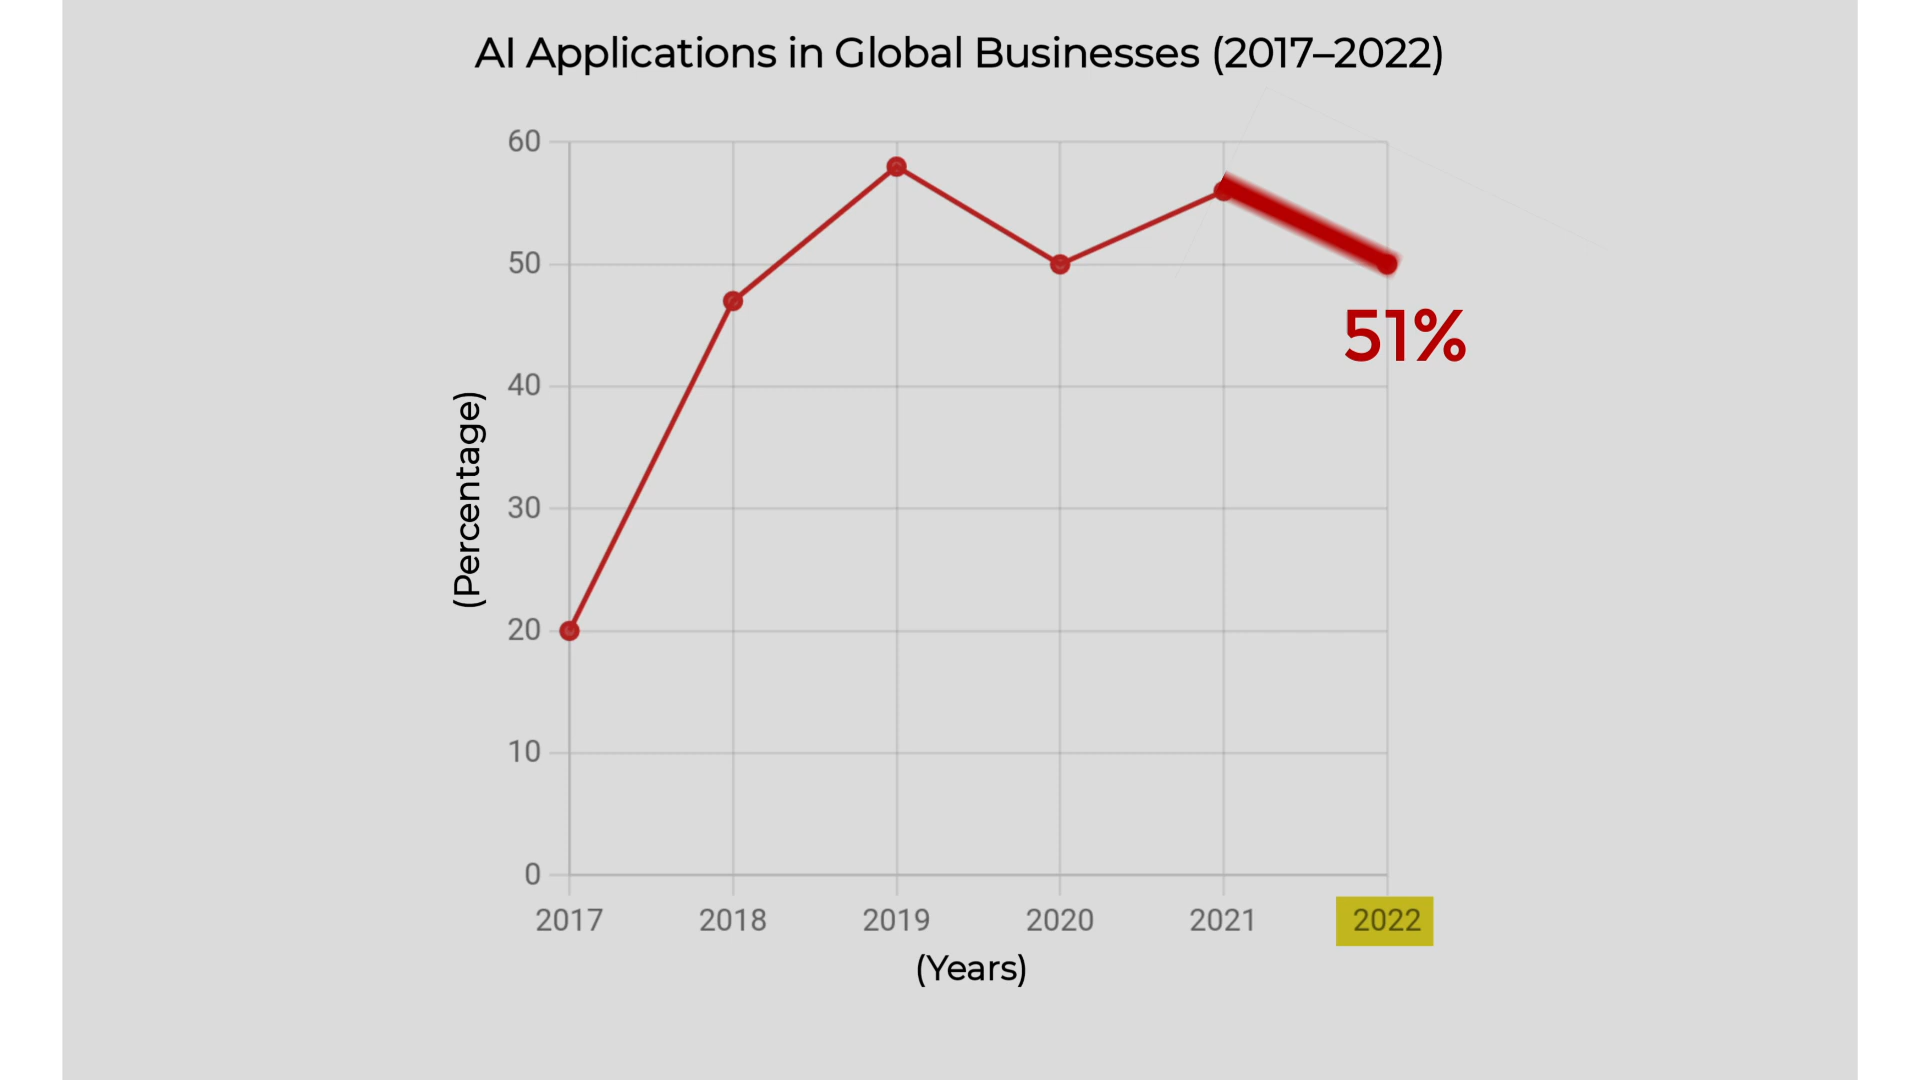 AI Applications in Global Businesses (2017–2022)
60
50
51%
40
(Percentage)
30
20
10
0
2017 2018 2019 2020 2021 2022
(Years)